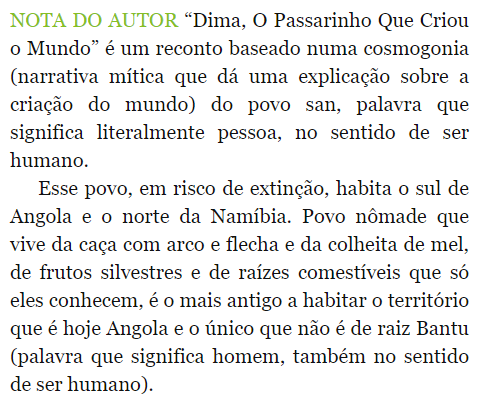 NOTA DO AUTOR “Dima, O Passarinho Que Criou
o Mundo” é um reconto baseado numa cosmogonia
(narrativa mítica que dá uma explicação sobre a
criação do mundo) do povo san, palavra que
significa literalmente pessoa, no sentido de ser
humano.
Esse povo, em risco de extinção, habita o sul de
Angola e o norte da Namíbia. Povo nômade que
vive da caça com arco e flecha e da colheita de mel,
de frutos silvestres e de raízes comestíveis que só
eles conhecem, é o mais antigo a habitar o território
que é hoje Angola e o único que não é de raiz Bantu
(palavra que significa homem, também no sentido
de ser humano).